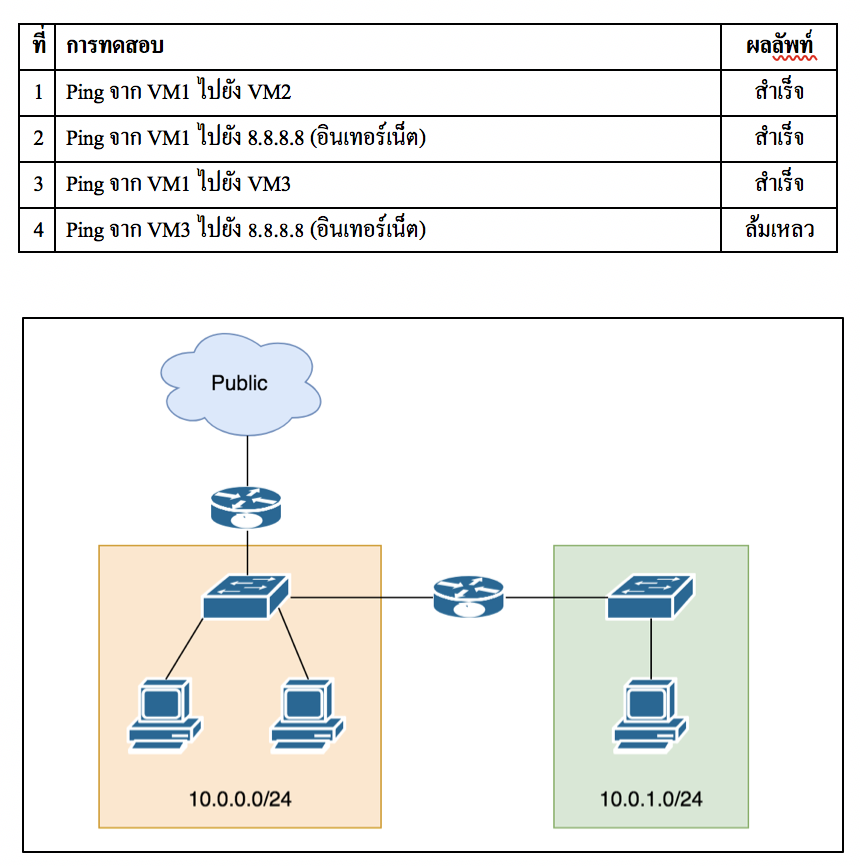 ที่ การทดสอบ ผลลัพท์
1 Ping จาก VM1 ไปยัง VM2 สำเร็จ
2 Ping จาก VM1 ไปยัง 8.8.8.8 (อินเทอร์เน็ต) สำเร็จ
3 Ping จาก VM1 ไปยัง VM3 สำเร็จ
4 Ping จาก VM3 ไปยัง 8.8.8.8 (อินเทอร์เน็ต) ล้มเหลว
Public
10.0.0.0/24
10.0.1.0/24